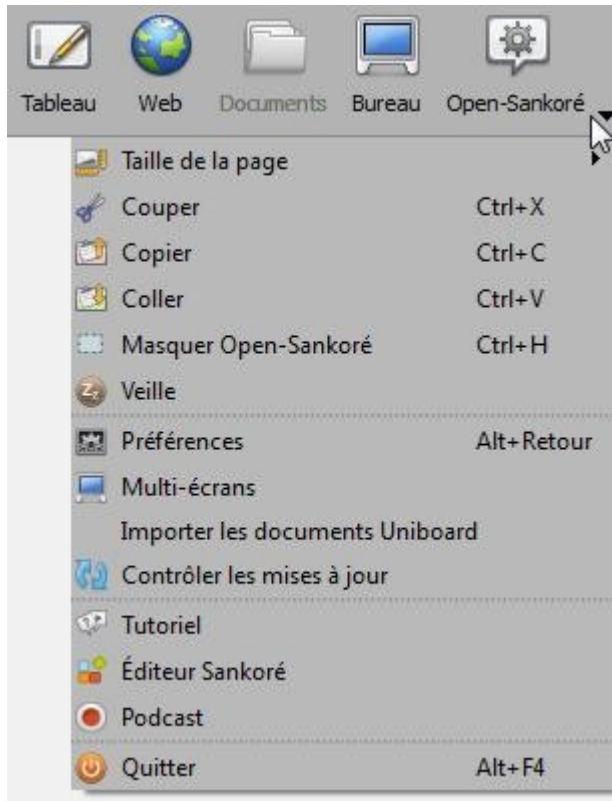 Tableau Web Documents Bureau Open-Sankoré
Taille de la page
Couper Ctrl+X
Copier Ctrl+C
Coller Ctrl+V
Masquer Open-Sankoré Ctrl+H
Veille
Préférences Alt+Retour
Multi-écrans
Importer les documents Uniboard
Contrôler les mises à jour
Tutoriel
Éditeur Sankoré
Podcast
Quitter Alt+F4